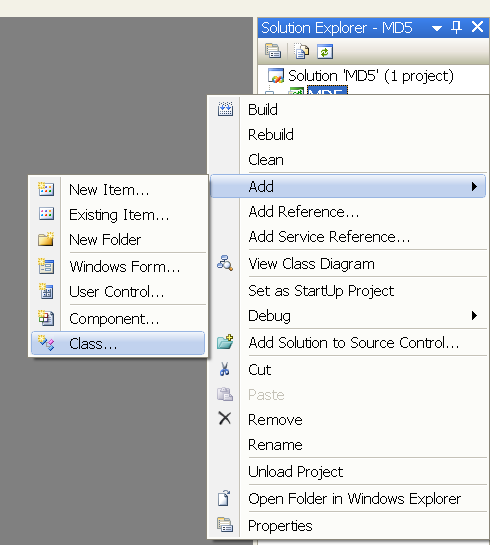 Solution Explorer - MD5
Solution 'MD5' (1 project)
MD5
Build
Rebuild
Clean
Add
Add Reference...
Add Service Reference...
View Class Diagram
Set as StartUp Project
Debug
Add Solution to Source Control...
Cut
Paste
Remove
Rename
Unload Project
Open Folder in Windows Explorer
Properties
New Item...
Existing Item...
New Folder
Windows Form...
User Control...
Component...
Class...